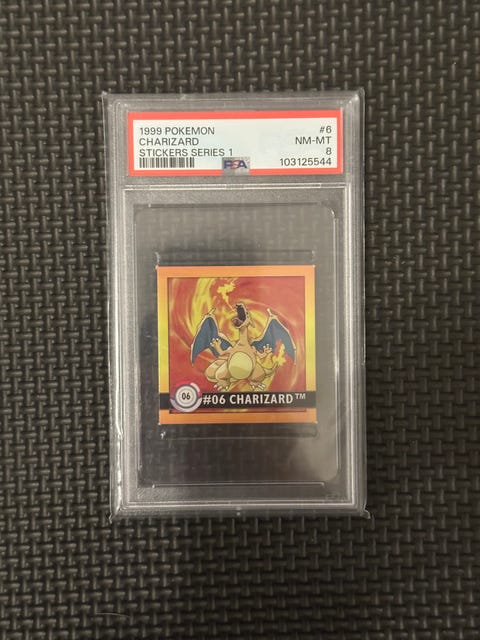 1999 POKEMON #6
CHARIZARD NM-MT
STICKERS SERIES 1 8
PSA 103125544
06 #06 CHARIZARD™